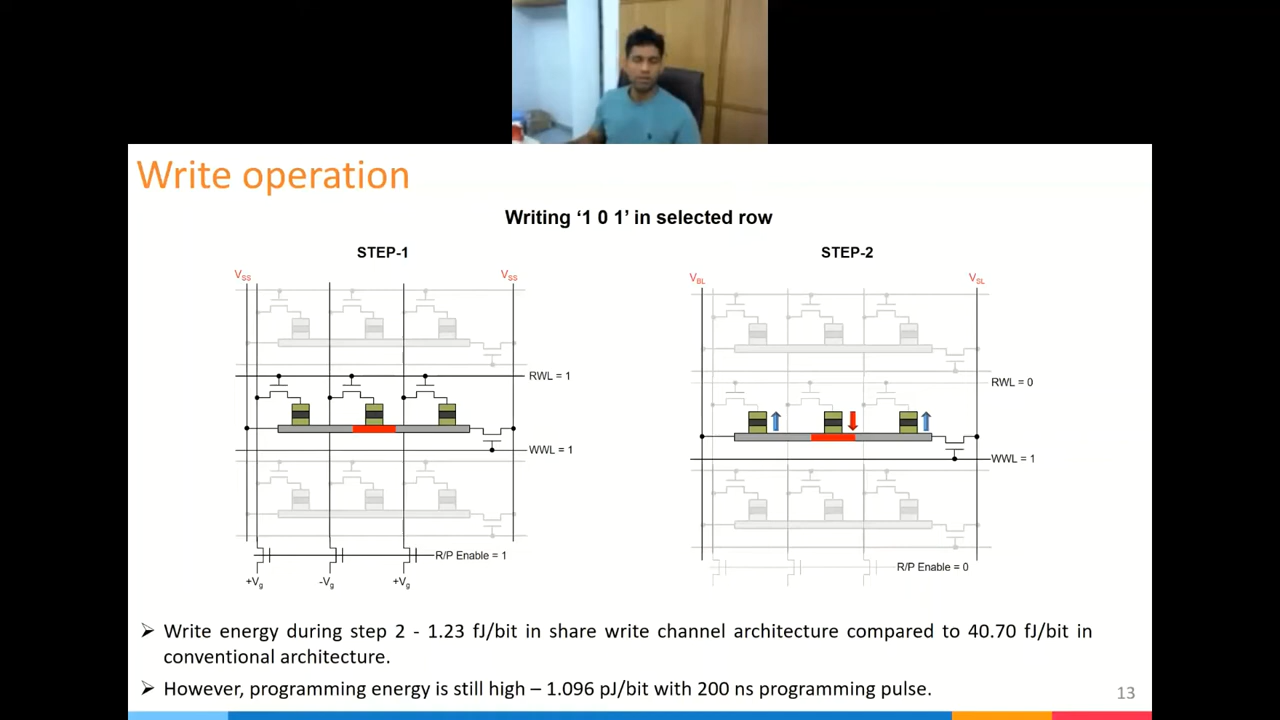 Write operation
Writing ‘1 0 1’ in selected row
STEP-1
STEP-2
VSS
VSS
VBL
VSL
RWL = 1
RWL = 0
WWL = 1
WWL = 1
R/P Enable = 1
R/P Enable = 0
+Vg
-Vg
+Vg
➢ Write energy during step 2 - 1.23 fJ/bit in share write channel architecture compared to 40.70 fJ/bit in
conventional architecture.
➢ However, programming energy is still high – 1.096 pJ/bit with 200 ns programming pulse.
13